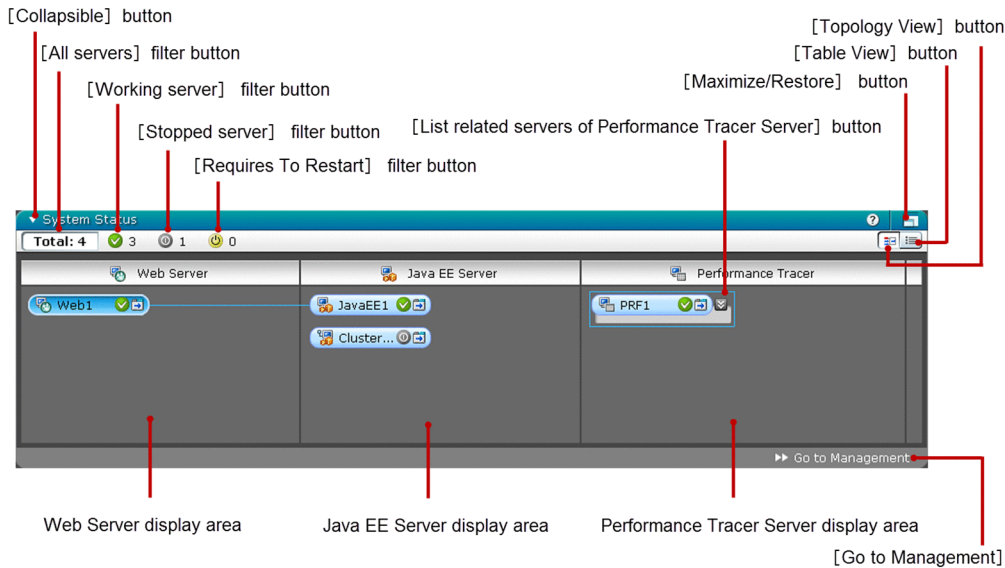 [Collapsible] button
[Topology View] button
[All servers] filter button
[Table View] button
[Working server] filter button
[Maximize/Restore] button
[Stopped server] filter button
[List related servers of Performance Tracer Server] button
[Requires To Restart] filter button
System Status
?
Total: 4
3
1
0
Web Server
Java EE Server
Performance Tracer
Web1
JavaEE1
PRF1
Cluster...
Go to Management
Web Server display area
Java EE Server display area
Performance Tracer Server display area
[Go to Management]